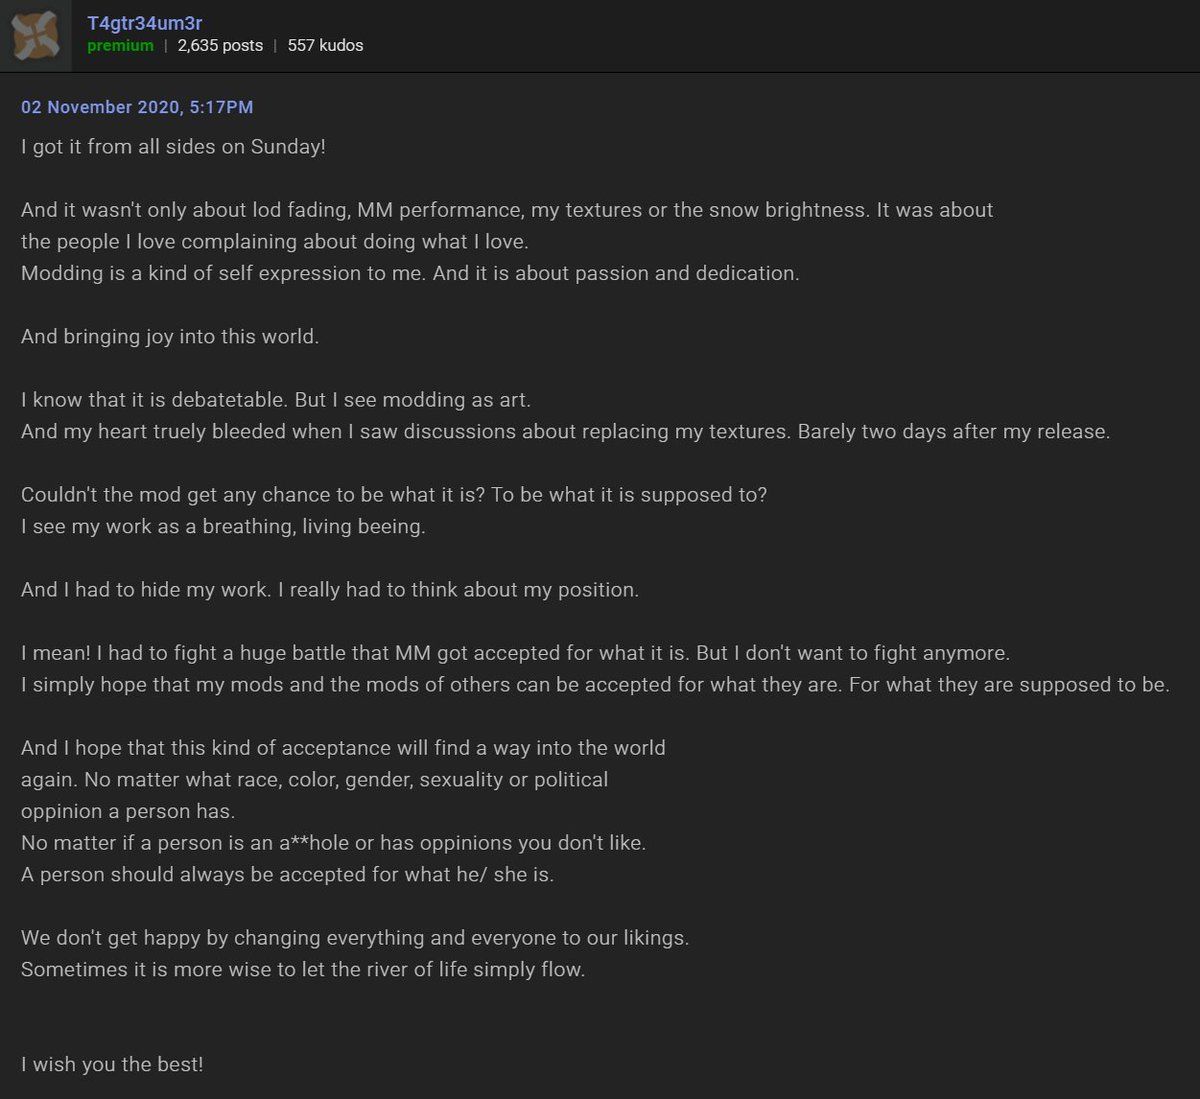 T4gtr34um3r
premium | 2,635 posts | 557 kudos
02 November 2020, 5:17PM
I got it from all sides on Sunday!
And it wasn't only about lod fading, MM performance, my textures or the snow brightness. It was about
the people I love complaining about doing what I love.
Modding is a kind of self expression to me. And it is about passion and dedication.
And bringing joy into this world.
I know that it is debatetable. But I see modding as art.
And my heart truely bleeded when I saw discussions about replacing my textures. Barely two days after my release.
Couldn't the mod get any chance to be what it is? To be what it is supposed to?
I see my work as a breathing, living beeing.
And I had to hide my work. I really had to think about my position.
I mean! I had to fight a huge battle that MM got accepted for what it is. But I don't want to fight anymore.
I simply hope that my mods and the mods of others can be accepted for what they are. For what they are supposed to be.
And I hope that this kind of acceptance will find a way into the world
again. No matter what race, color, gender, sexuality or political
oppinion a person has.
No matter if a person is an a**hole or has oppinions you don't like.
A person should always be accepted for what he/ she is.
We don't get happy by changing everything and everyone to our likings.
Sometimes it is more wise to let the river of life simply flow.
I wish you the best!